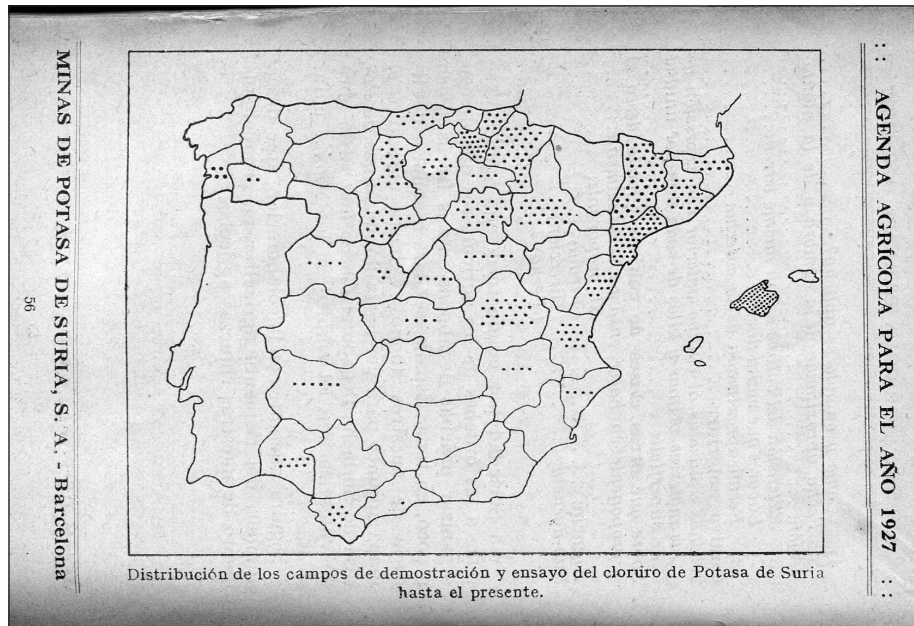 :: AGENDA AGRÍCOLA PARA EL AÑO 1927 ::
Distribución de los campos de demostración y ensayo del cloruro de Potasa de Suria
hasta el presente.
MINAS DE POTASA DE SURIA, S. A. - Barcelona
56